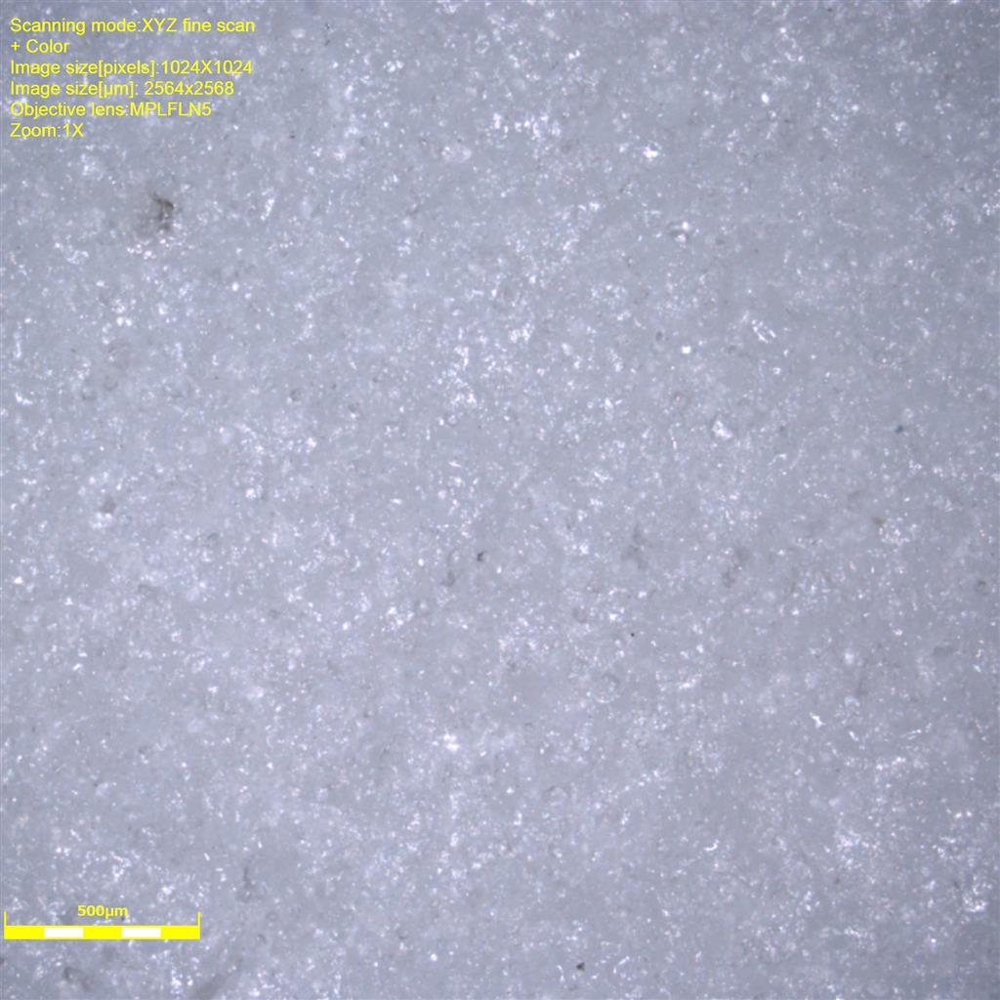 Scanning mode:XYZ fine scan
+ Color
Image size[pixels]:1024X1024
Image size[µm]: 2564x2568
Objective lens:MPLFLN5
Zoom:1X
500µm